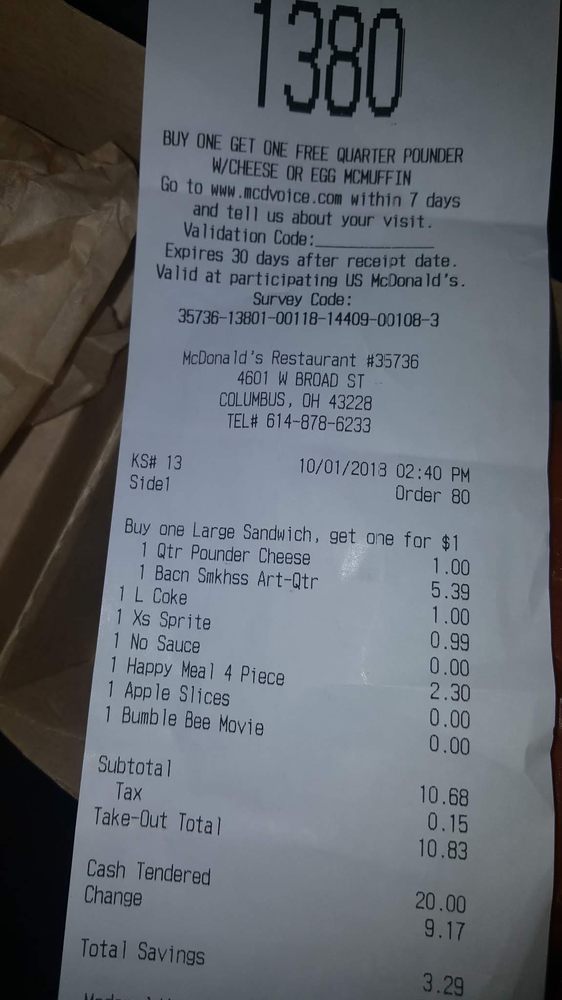 1380
BUY ONE GET ONE FREE QUARTER POUNDER
W/CHEESE OR EGG MCMUFFIN
Go to www.mcdvoice.com within 7 days
and tell us about your visit.
Validation Code:______________
Expires 30 days after receipt date.
Valid at participating US McDonald's.
Survey Code:
35736-13801-00118-14409-00108-3
McDonald's Restaurant #35736
4601 W BROAD ST
COLUMBUS, OH 43228
TEL# 614-878-6233
KS# 13 10/01/2018 02:40 PM
Side1 Order 80
Buy one Large Sandwich, get one for $1
1 Qtr Pounder Cheese 1.00
1 Bacn Smkhss Art-Qtr 5.39
1 L Coke 1.00
1 Xs Sprite 0.99
1 No Sauce 0.00
1 Happy Meal 4 Piece 2.30
1 Apple Slices 0.00
1 Bumble Bee Movie 0.00
Subtotal 10.68
Tax 0.15
Take-Out Total 10.83
Cash Tendered 20.00
Change 9.17
Total Savings 3.29